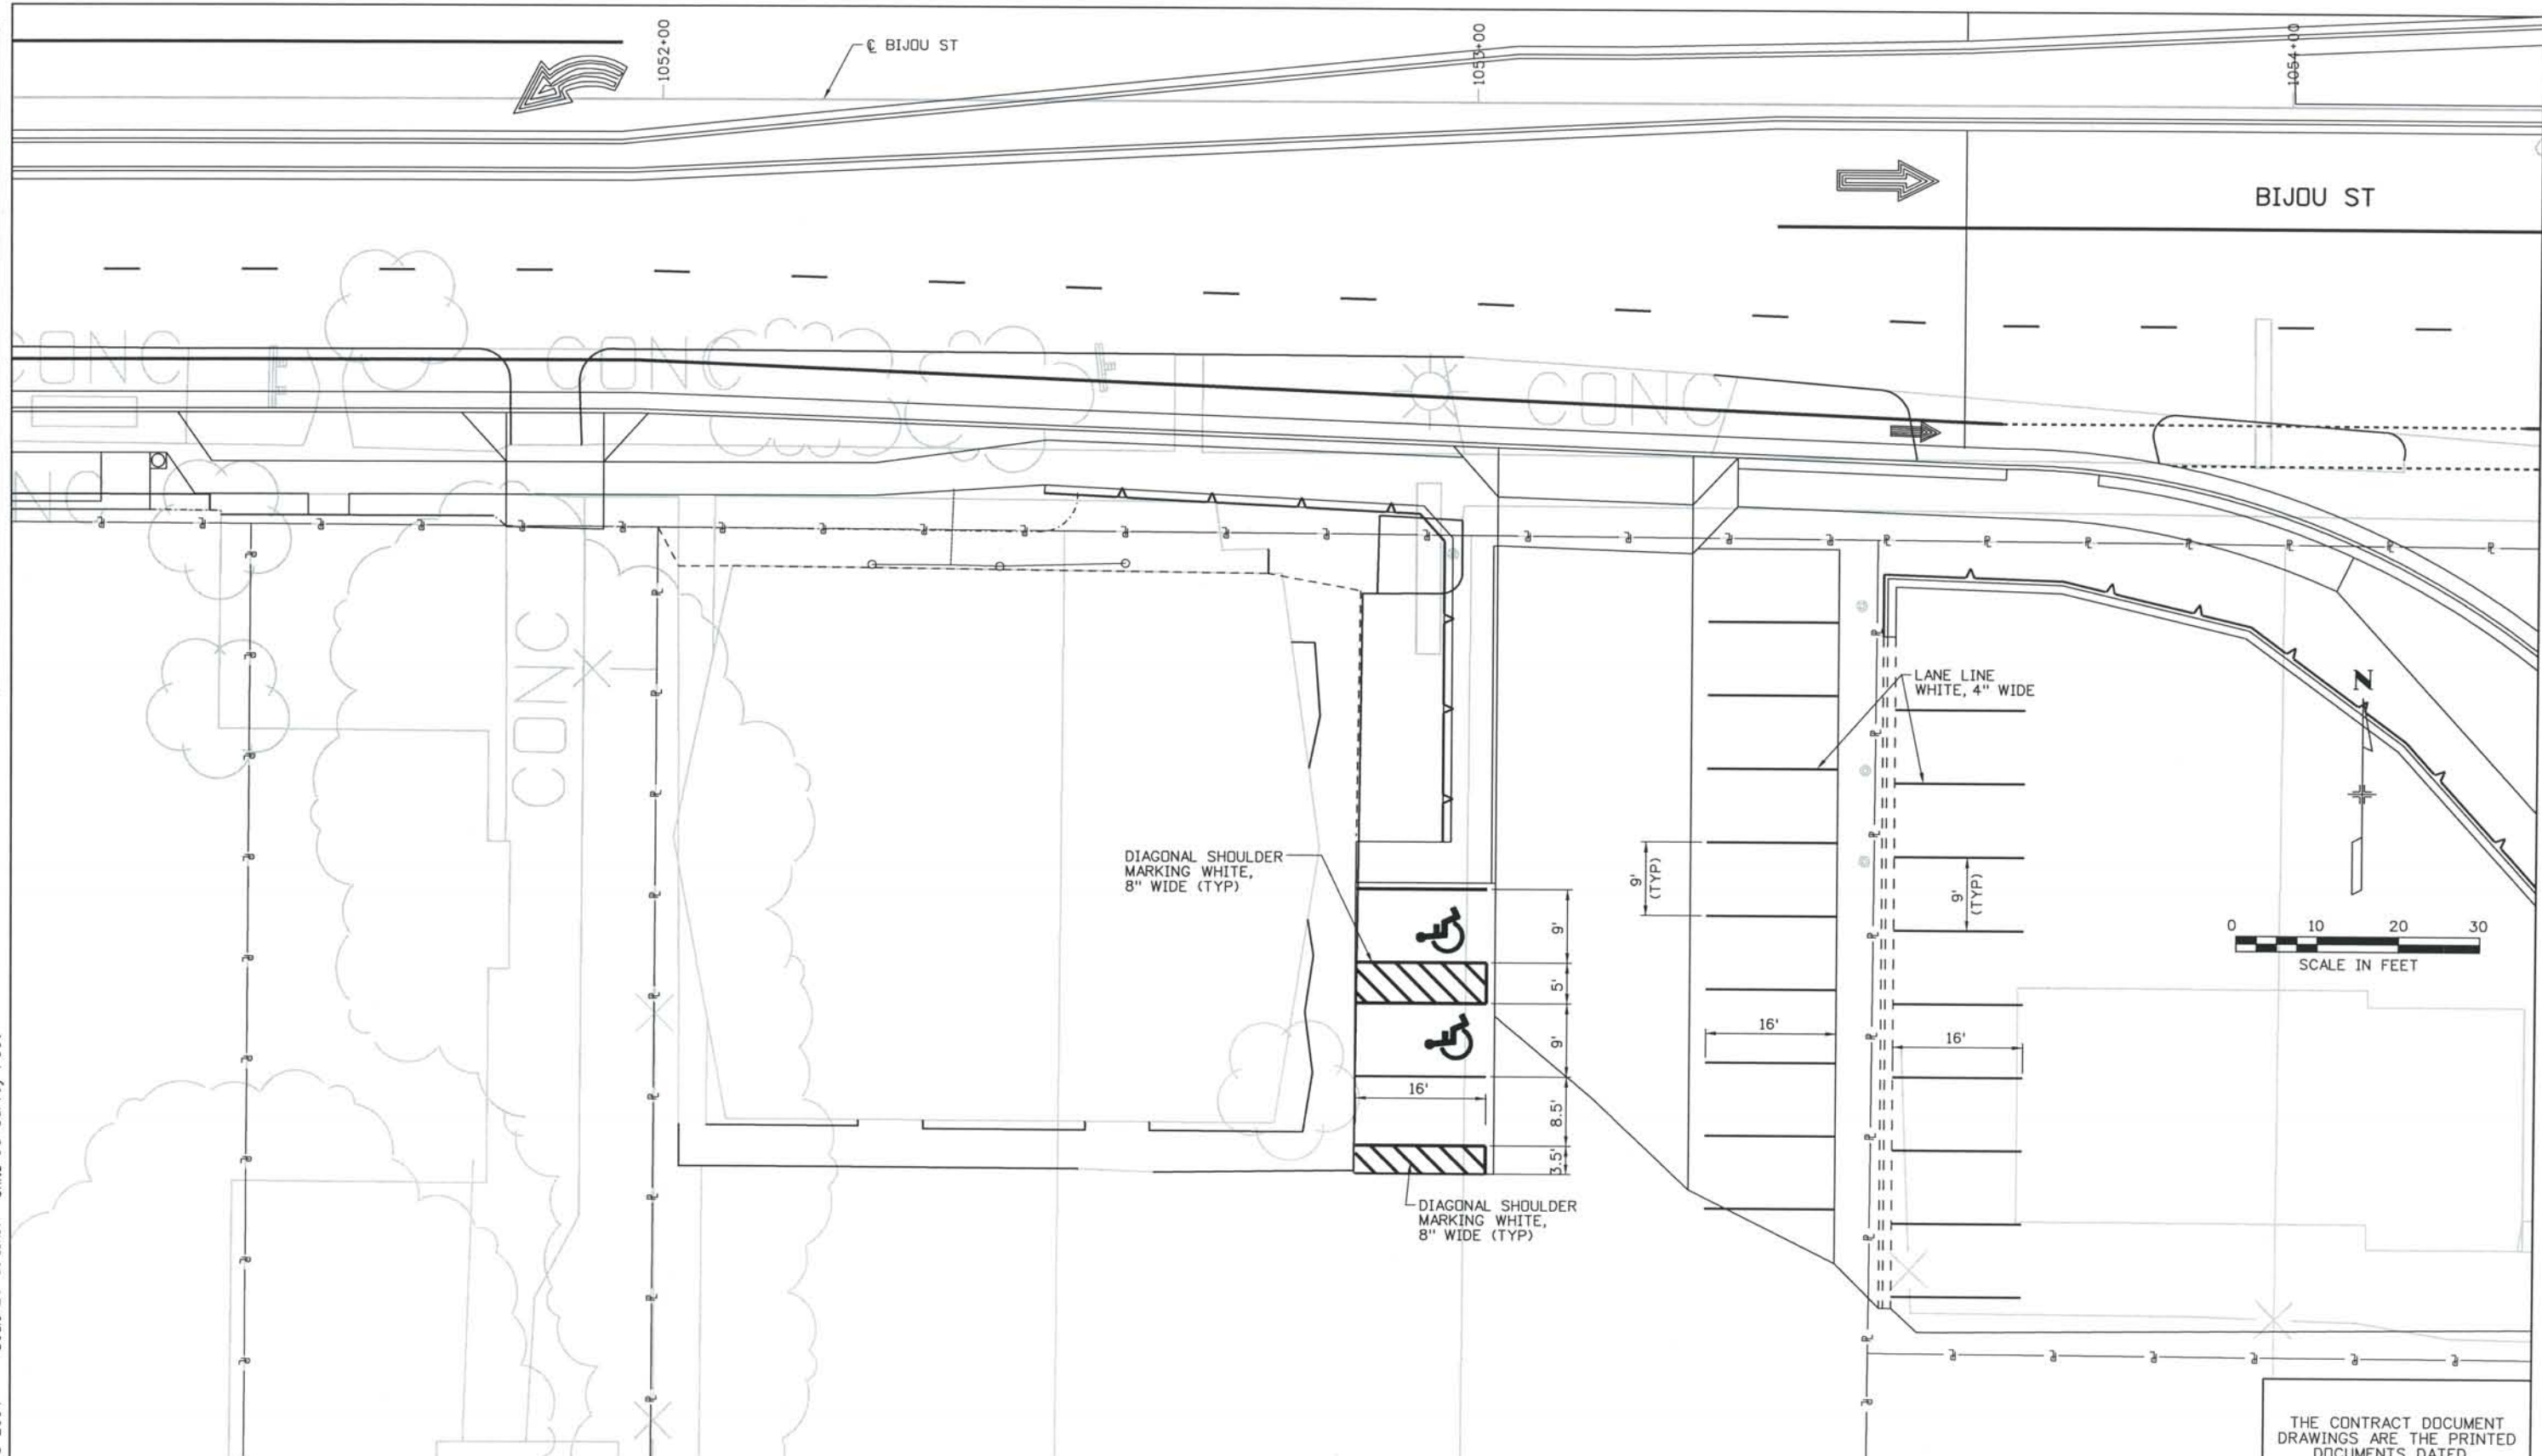 1052+00
℄ BIJOU ST
1053+00
1054+00
BIJOU ST
CONC
CONC
CONC
CONC
LANE LINE
WHITE, 4" WIDE
N
DIAGONAL SHOULDER
MARKING WHITE,
8" WIDE (TYP)
9'
(TYP)
9'
(TYP)
9'
5'
9'
8.5'
3.5'
16'
16'
16'
0 10 20 30
SCALE IN FEET
DIAGONAL SHOULDER
MARKING WHITE,
8" WIDE (TYP)
THE CONTRACT DOCUMENT
DRAWINGS ARE THE PRINTED
DOCUMENTS DATED